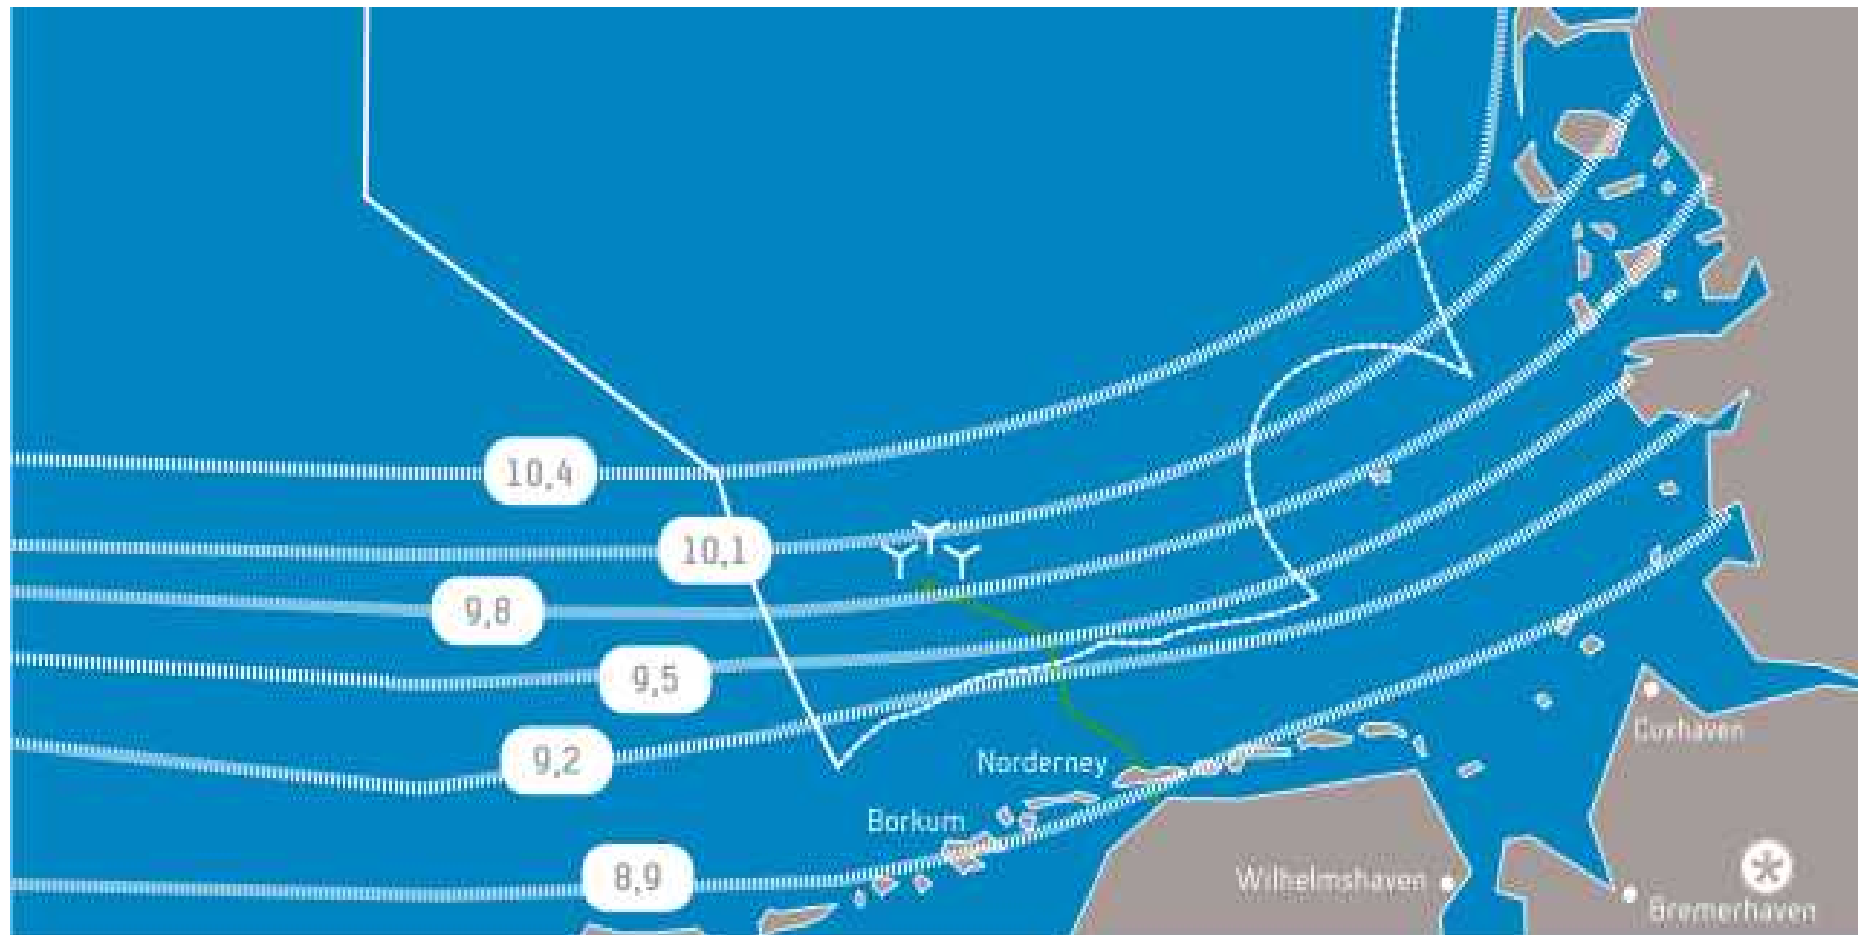 10,4
10,1
9,8
9,5
9,2
Cuxhaven
Norderney
Borkum
8,9
Wilhelmshaven
Bremerhaven